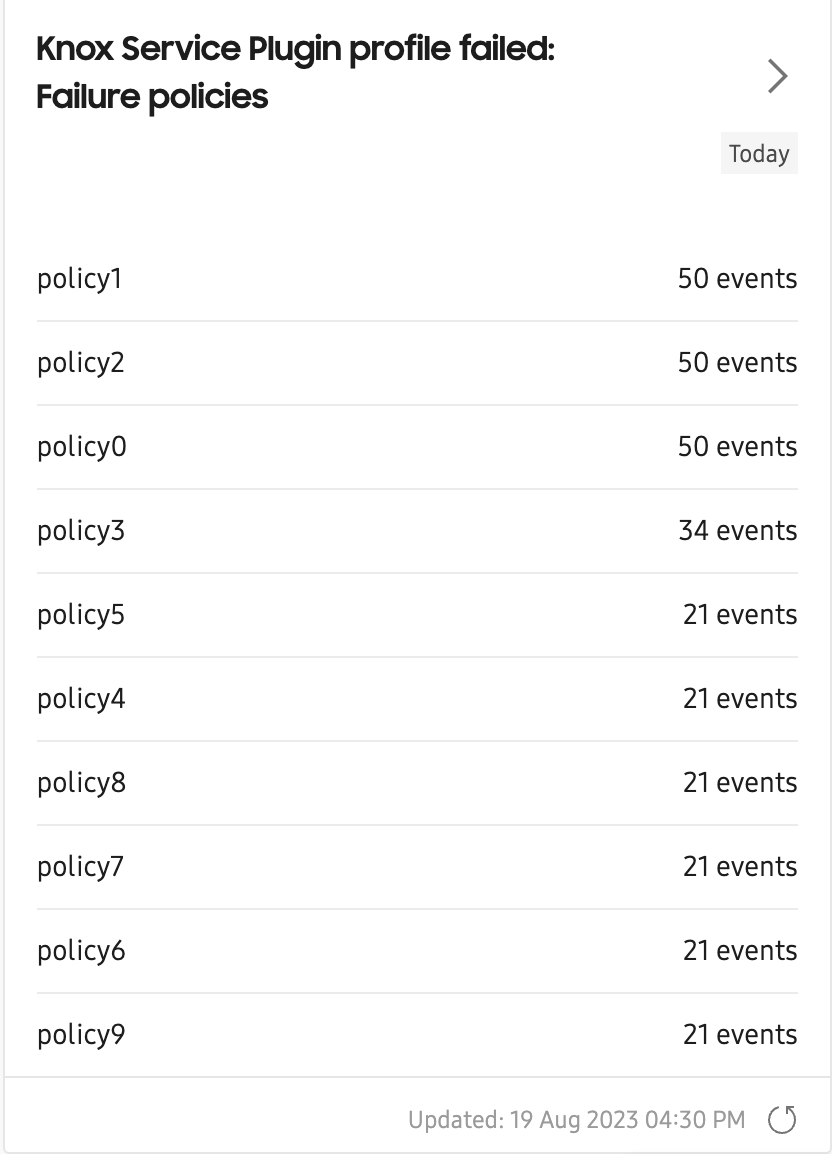 Knox Service Plugin profile failed:
Failure policies
Today
policy1 50 events
policy2 50 events
policy0 50 events
policy3 34 events
policy5 21 events
policy4 21 events
policy8 21 events
policy7 21 events
policy6 21 events
policy9 21 events
Updated: 19 Aug 2023 04:30 PM